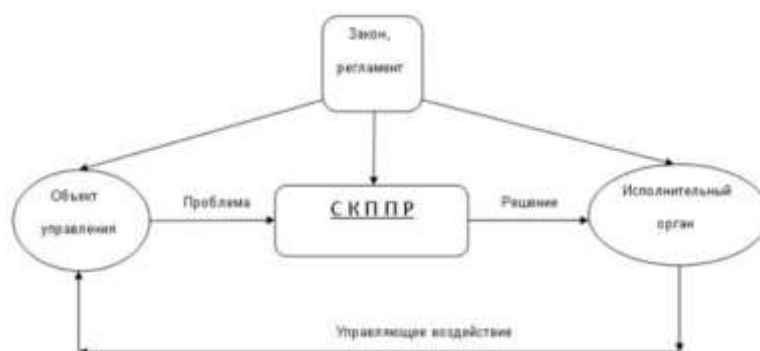 Закон,
регламент
Объект
управления
Проблема
С К П П Р
Решение
Исполнительный
орган
Управляющее воздействие